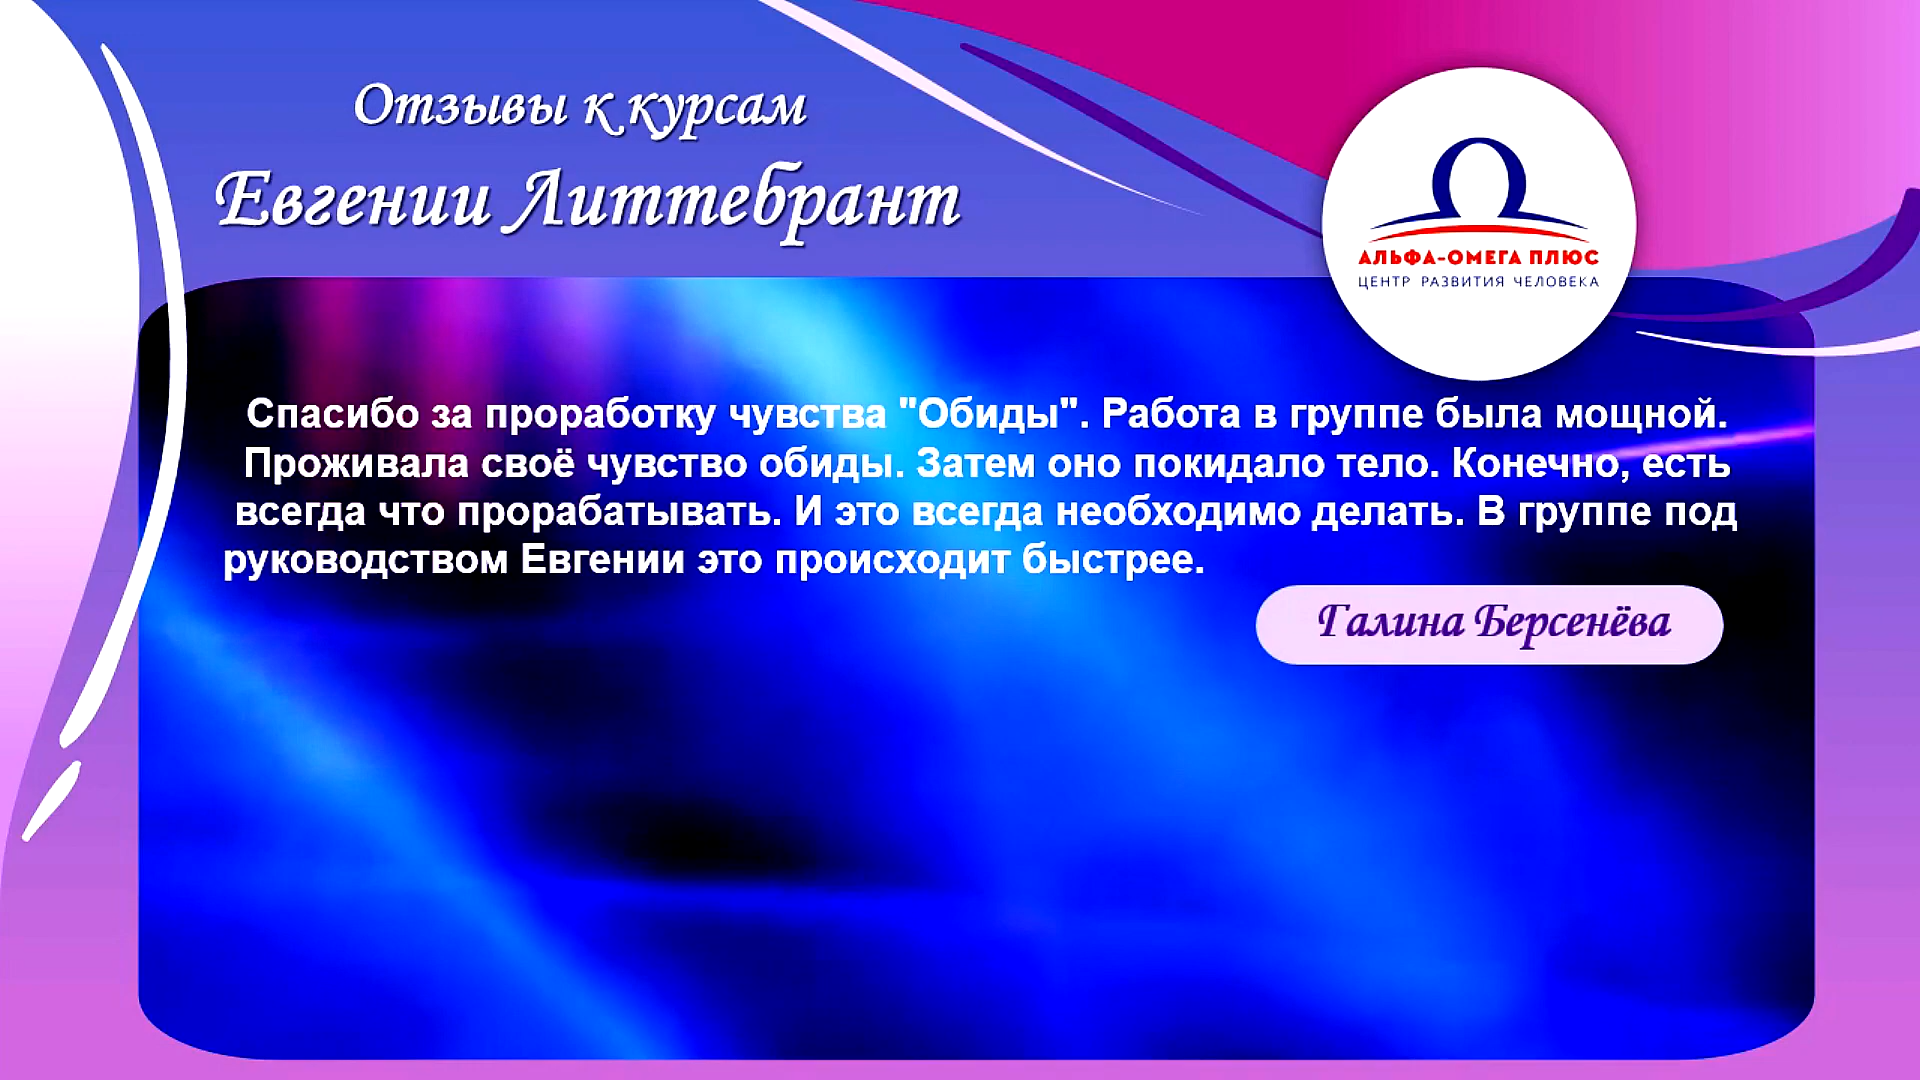 Отзывы к курсам
Евгении Литтебрант
АЛЬФА-ОМЕГА ПЛЮС
ЦЕНТР РАЗВИТИЯ ЧЕЛОВЕКА
Спасибо за проработку чувства "Обиды". Работа в группе была мощной.
Проживала своё чувство обиды. Затем оно покидало тело. Конечно, есть
всегда что прорабатывать. И это всегда необходимо делать. В группе под
руководством Евгении это происходит быстрее.
Галина Берсенёва